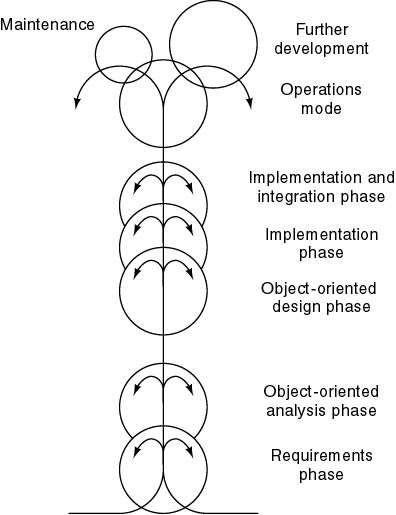 Maintenance
Further
development
Operations
mode
Implementation and
integration phase
Implementation
phase
Object-oriented
design phase
Object-oriented
analysis phase
Requirements
phase